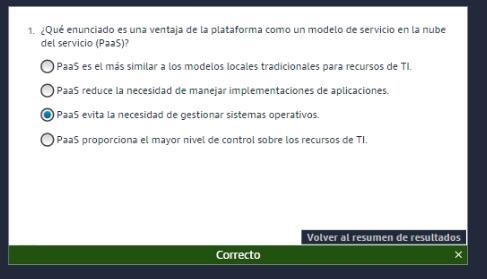 1. ¿Qué enunciado es una ventaja de la plataforma como un modelo de servicio en la nube
del servicio (PaaS)?
PaaS es el más similar a los modelos locales tradicionales para recursos de TI.
PaaS reduce la necesidad de manejar implementaciones de aplicaciones.
PaaS evita la necesidad de gestionar sistemas operativos.
PaaS proporciona el mayor nivel de control sobre los recursos de TI.
Volver al resumen de resultados
Correcto ×